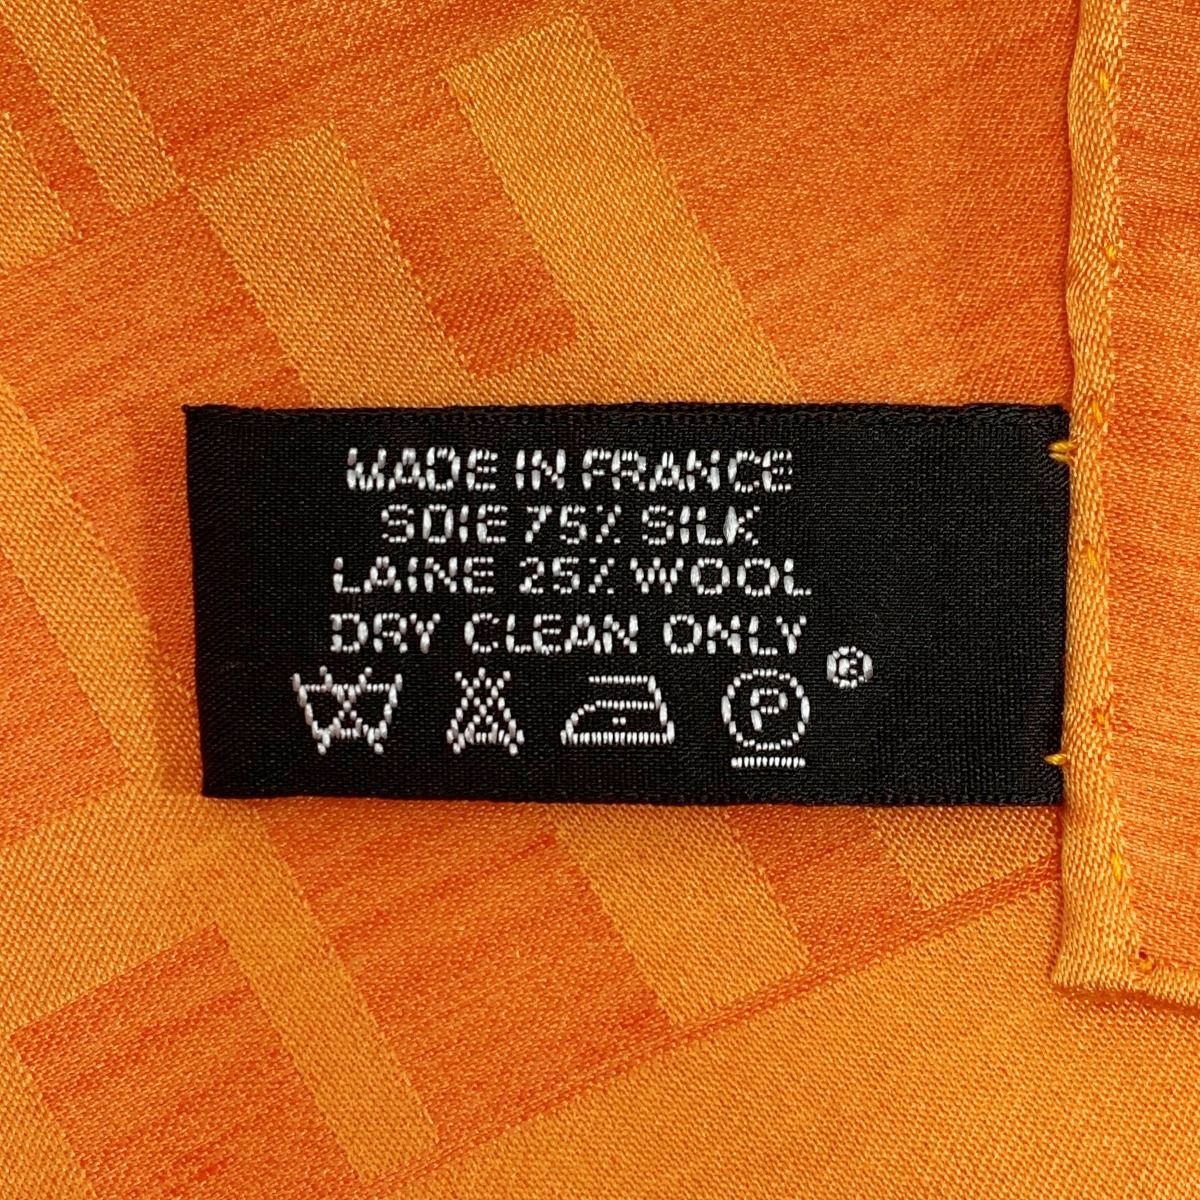 MADE IN FRANCE
SOIE 75% SILK
LAINE 25% WOOL
DRY CLEAN ONLY
P ®